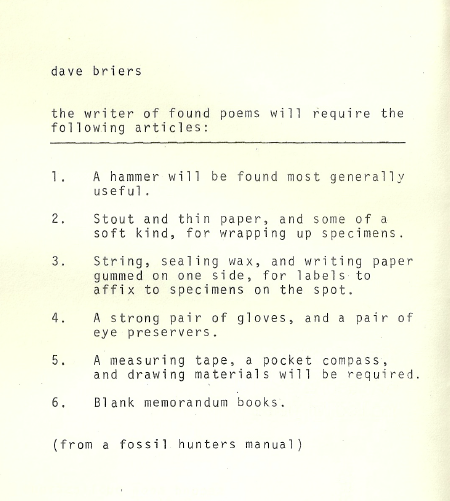 dave briers
the writer of found poems will require the
following articles:
1. A hammer will be found most generally
useful.
2. Stout and thin paper, and some of a
soft kind, for wrapping up specimens.
3. String, sealing wax, and writing paper
gummed on one side, for labels to
affix to specimens on the spot.
4. A strong pair of gloves, and a pair of
eye preservers.
5. A measuring tape, a pocket compass,
and drawing materials will be required.
6. Blank memorandum books.
(from a fossil hunters manual)